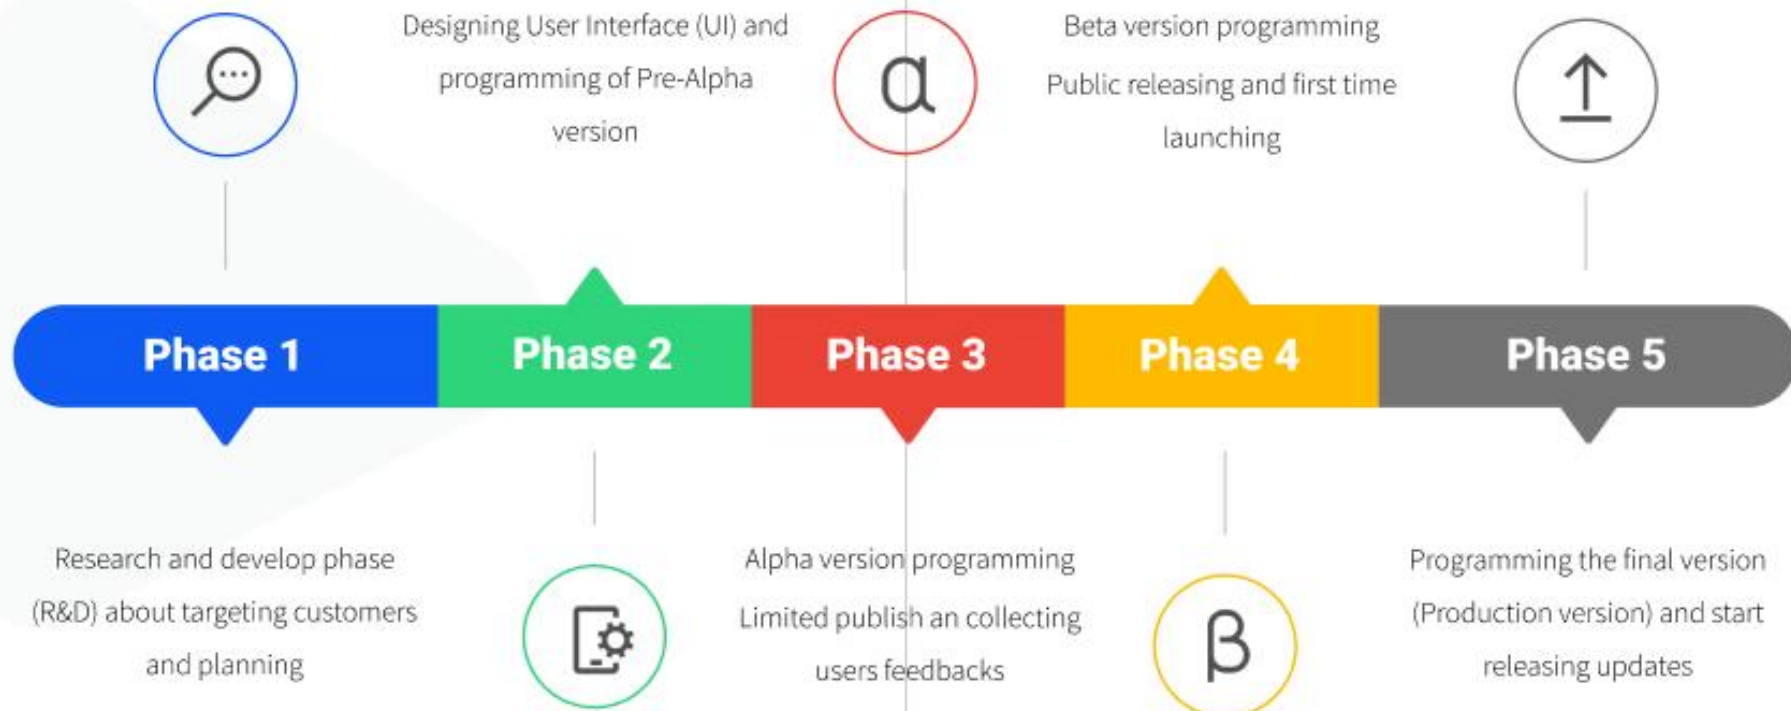 Designing User Interface (UI) and
programming of Pre-Alpha
version
α
Beta version programming
Public releasing and first time
launching
Phase 1
Phase 2
Phase 3
Phase 4
Phase 5
Research and develop phase
(R&D) about targeting customers
and planning
Alpha version programming
Limited publish an collecting
users feedbacks
β
Programming the final version
(Production version) and start
releasing updates